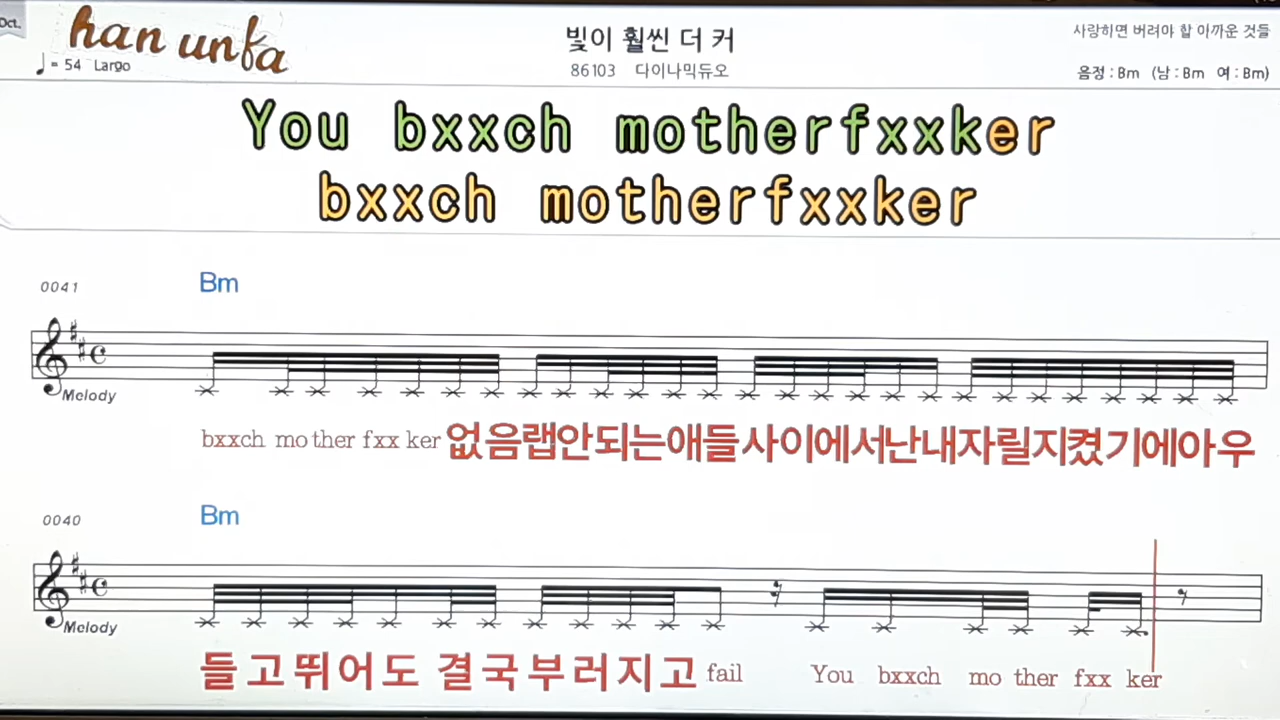 Oct.
han unfa
♩= 54 Largo
빛이 훨씬 더 커
86103 다이나믹듀오
사랑하면 버려야 할 아까운 것들
음정 : Bm (남 : Bm 여 : Bm)
You bxxch motherfxxker
bxxch motherfxxker
0041
Bm
Melody
bxxch mo ther fxx ker 없음랩안되는애들사이에서난내자릴지켰기에아우
0040
Bm
Melody
들고뛰어도 결국부러지고 fail You bxxch mo ther fxx ker